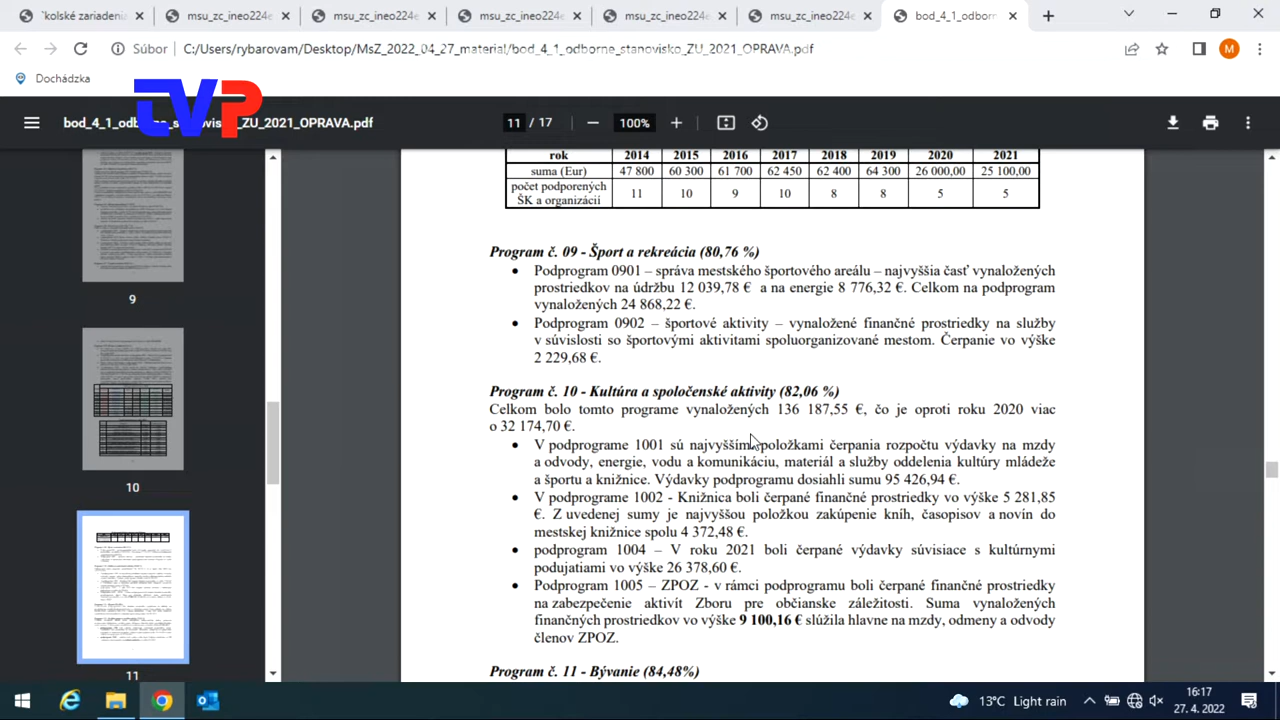 `kolské zariadeni
msu_zc_ineo224e
msu_zc_ineo224e
msu_zc_ineo224e
msu_zc_ineo224e
msu_zc_ineo224e
bod_4_1_odborn
Súbor C:/Users/rybarovam/Desktop/MsZ_2022_04_27_material/bod_4_1_odborne_stanovisko_ZU_2021_OPRAVA.pdf
M
Dochádzka
TVP
bod_4_1_odb ne_s novisko_ZU_2021_OPRAVA.pdf
11 / 17
100%
rok 2014 2015 2016 2017 2018 2019 2020 2021
suma (Eur) 47 800 60 300 61 700 62 450 62 400 64 300 26 000,00 25 100,00
počet podporených
ŠK a organizácii 11 10 9 10 8 8 5 5
Program č. 09 - Šport a rekreácia (80,76 %)
• Podprogram 0901 – správa mestského športového areálu – najvyššia časť vynaložených
prostriedkov na údržbu 12 039,78 € a na energie 8 776,32 €. Celkom na podprogram
vynaložených 24 868,22 €.
• Podprogram 0902 – športové aktivity – vynaložené finančné prostriedky na služby
v súvislosti so športovými aktivitami spoluorganizované mestom. Čerpanie vo výške
2 229,68 €.
Program č. 10 - Kultúra a spoločenské aktivity (82,06 %)
Celkom bolo tomto programe vynaložených 136 187,55 €, čo je oproti roku 2020 viac
o 32 174,70 €.
• V podprograme 1001 sú najvyšším položkami čerpania rozpočtu výdavky na mzdy
a odvody, energie, vodu a komunikáciu, materiál a služby oddelenia kultúry mládeže
a športu a knižnice. Výdavky podprogramu dosiahli sumu 95 426,94 €.
• V podprograme 1002 - Knižnica boli čerpané finančné prostriedky vo výške 5 281,85
€. Z uvedenej sumy je najvyššou položkou zakúpenie kníh, časopisov a novín do
mestskej knižnice spolu 4 372,48 €.
• Podprogram 1004 – V roku 2021 boli čerpané výdavky súvisiace s kultúrnymi
podujatiami vo výške 26 378,60 €.
• Podprogram 1005 – ZPOZ - v rámci podprogramu boli čerpané finančné prostriedky
na zabezpečenie aktivít Zboru pre občianske záležitosti. Suma vynaložených
finančných prostriedkov vo výške 9 100,16 € slúžila hlavne na mzdy, odmeny a odvody
členov ZPOZ.
Program č. 11 - Bývanie (84,48%)
9
10
11
13°C Light rain
16:17
27. 4. 2022